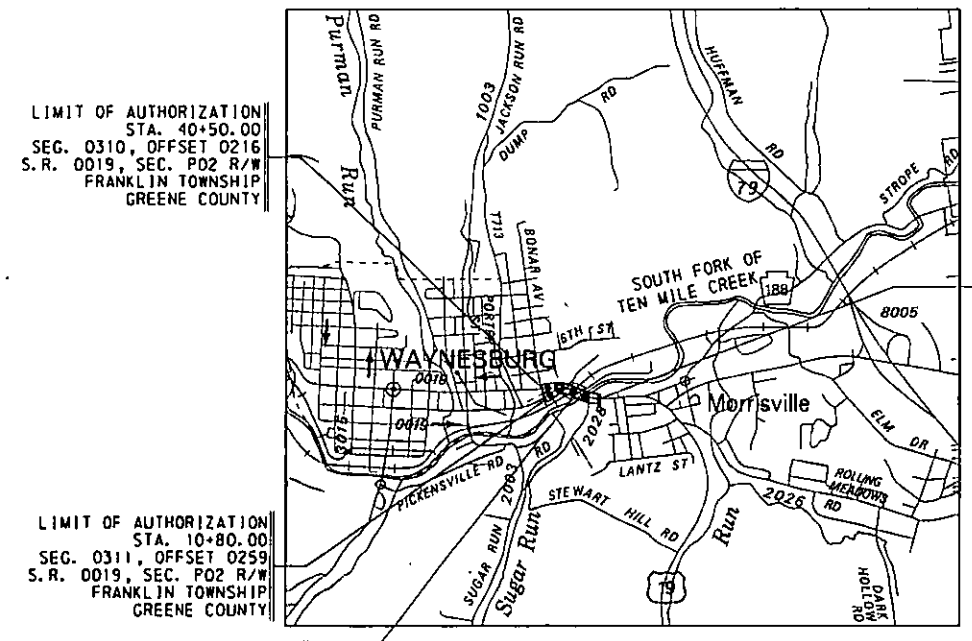 LIMIT OF AUTHORIZATION
STA. 40+50.00
SEG. 0310, OFFSET 0216
S.R. 0019, SEC. P02 R/W
FRANKLIN TOWNSHIP
GREENE COUNTY
LIMIT OF AUTHORIZATION
STA. 10+80.00
SEG. 0311, OFFSET 0259
S.R. 0019, SEC. P02 R/W
FRANKLIN TOWNSHIP
GREENE COUNTY
Purman
Run
PURMAN RUN RD
1003
JACKSON RUN RD
DUMP
RD
HUFFMAN
RD
79
STROPE
RD
T713
BONAR AV
PORTER
ST
6TH ST
SOUTH FORK OF
TEN MILE CREEK
188
8005
WAYNESBURG
0018
Morrisville
2028
3015
ELM DR
PICKENSVILLE RD
RD
2003
LANTZ ST
STEWART
HILL RD
ROLLING
MEADOWS
2026
RD
SUGAR RUN
Sugar Run
Run
19
DARK
HOLLOW
RD